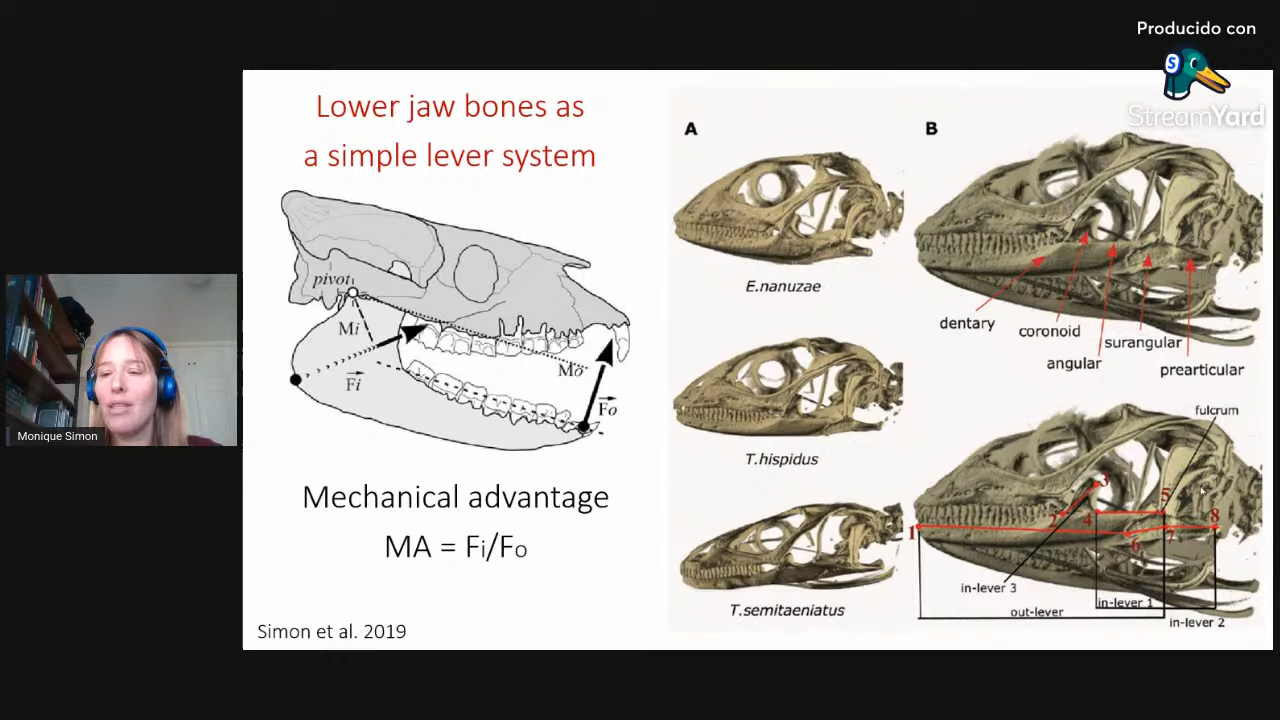 Producido con
S
StreamYard
Lower jaw bones as
a simple lever system
pivot
Mi
Fi
Mo
Fo
Mechanical advantage
MA = Fi/Fo
Simon et al. 2019
A
E.nanuzae
T.hispidus
T.semitaeniatus
B
dentary
coronoid
angular
surangular
prearticular
fulcrum
1
2
3
4
5
6
7
8
in-lever 3
in-lever 1
out-lever
in-lever 2
Monique Simon